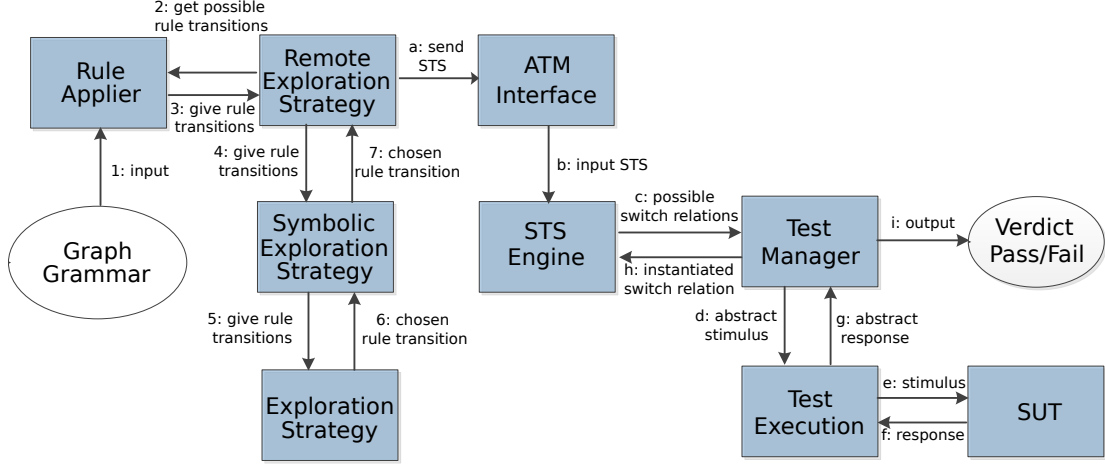 2: get possible
rule transitions
Rule
Applier
Remote
Exploration
Strategy
a: send
STS
ATM
Interface
3: give rule
transitions
1: input
4: give rule
transitions
7: chosen
rule transition
b: input STS
Graph
Grammar
Symbolic
Exploration
Strategy
STS
Engine
c: possible
switch relations
h: instantiated
switch relation
Test
Manager
i: output
Verdict
Pass/Fail
5: give rule
transitions
6: chosen
rule transition
d: abstract
stimulus
g: abstract
response
Exploration
Strategy
Test
Execution
e: stimulus
f: response
SUT